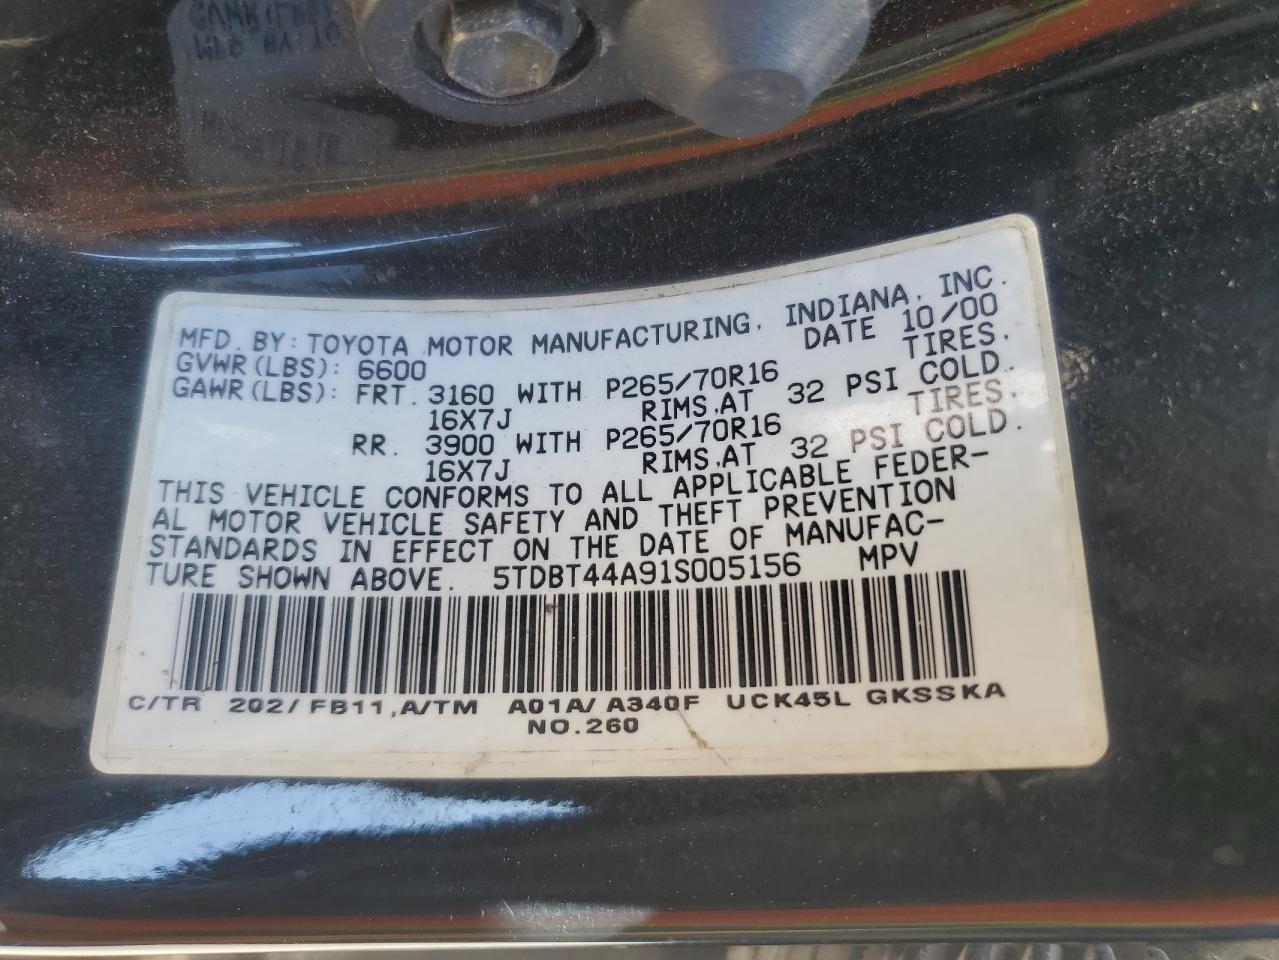 MFD. BY: TOYOTA MOTOR MANUFACTURING, INDIANA, INC.
GVWR(LBS): 6600 DATE 10/00
GAWR(LBS): FRT. 3160 WITH P265/70R16 TIRES.
16X7J RIMS,AT 32 PSI COLD.
RR. 3900 WITH P265/70R16 TIRES.
16X7J RIMS,AT 32 PSI COLD.
THIS VEHICLE CONFORMS TO ALL APPLICABLE FEDER-
AL MOTOR VEHICLE SAFETY AND THEFT PREVENTION
STANDARDS IN EFFECT ON THE DATE OF MANUFAC-
TURE SHOWN ABOVE. 5TDBT44A91S005156 MPV
C/TR 202/FB11,A/TM A01A/A340F UCK45L GKSSKA
NO.260